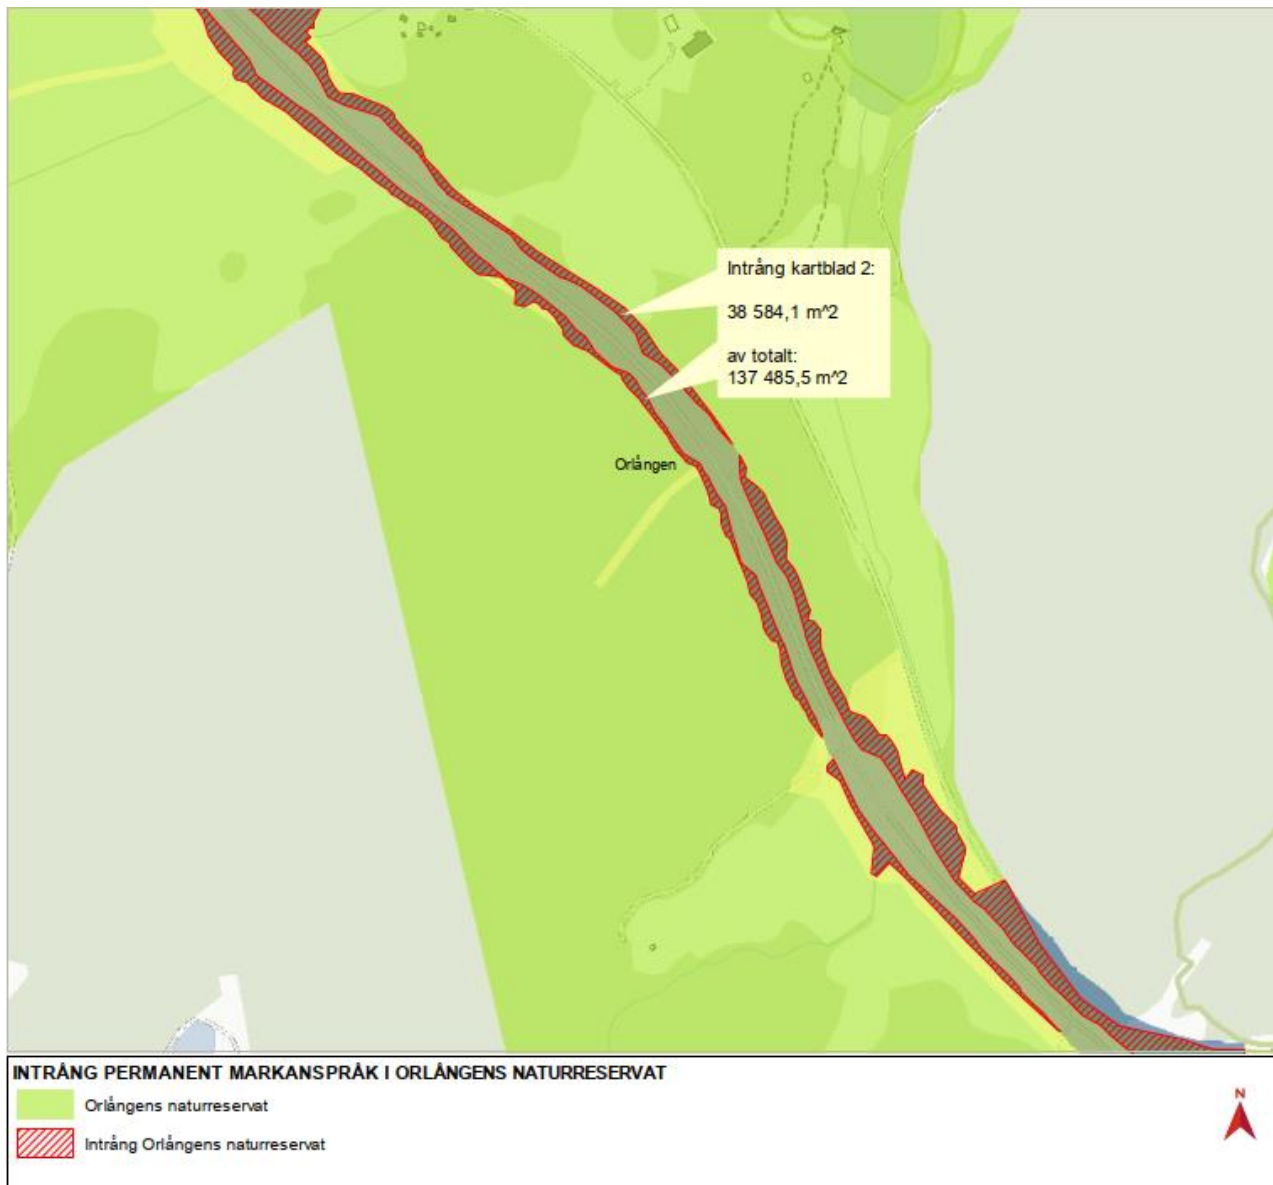 Intrång kartblad 2:
38 584,1 m^2
av totalt:
137 485,5 m^2
Orlången
INTRÅNG PERMANENT MARKANSPRÅK I ORLÅNGENS NATURRESERVAT
Orlångens naturreservat
Intrång Orlångens naturreservat
N